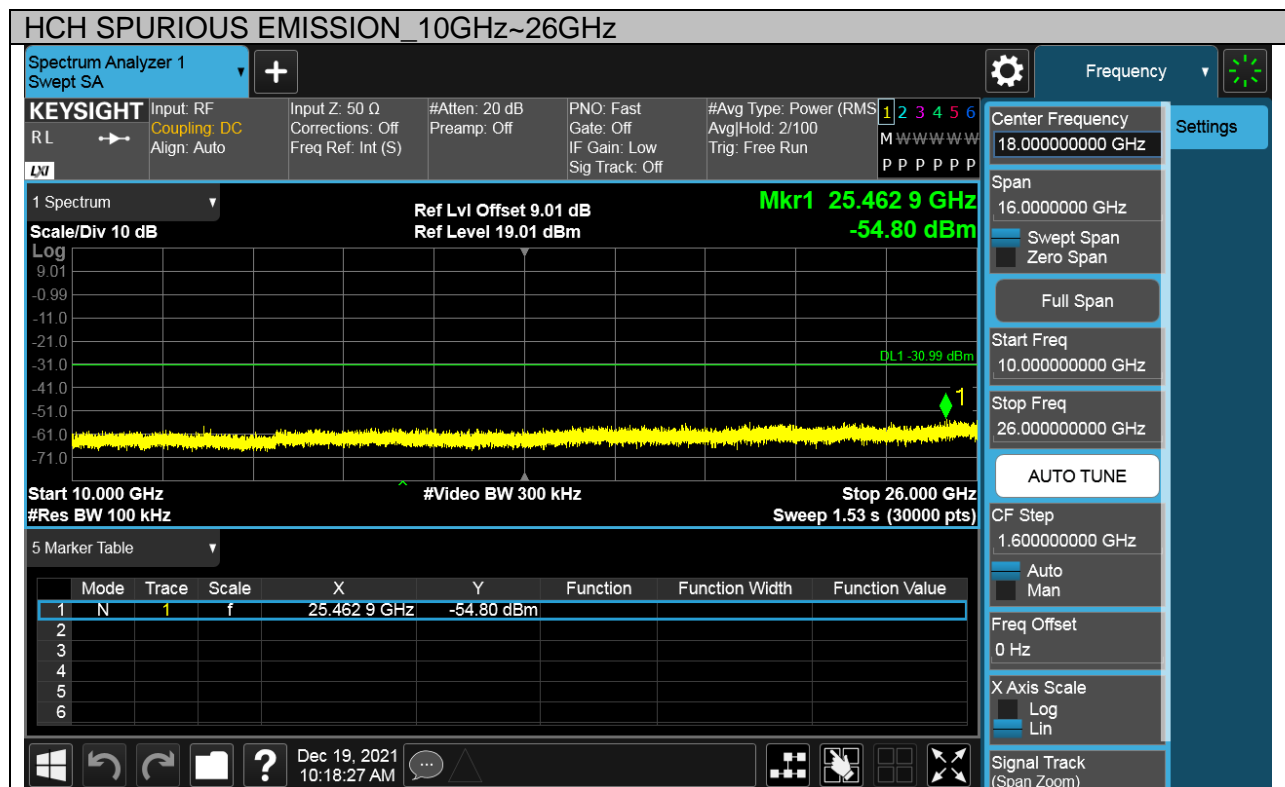 HCH SPURIOUS EMISSION_10GHz~26GHz
Spectrum Analyzer 1
Swept SA
Frequency
KEYSIGHT
RL
LXI
Input: RF
Coupling: DC
Align: Auto
Input Z: 50 Ω
Corrections: Off
Freq Ref: Int (S)
#Atten: 20 dB
Preamp: Off
PNO: Fast
Gate: Off
IF Gain: Low
Sig Track: Off
#Avg Type: Power (RMS
Avg|Hold: 2/100
Trig: Free Run
1 2 3 4 5 6
M W W W W W
P P P P P P
1 Spectrum
Scale/Div 10 dB
Ref Lvl Offset 9.01 dB
Ref Level 19.01 dBm
Mkr1 25.462 9 GHz
-54.80 dBm
Log
9.01
-0.99
-11.0
-21.0
-31.0
-41.0
-51.0
-61.0
-71.0
DL1 -30.99 dBm
1
Start 10.000 GHz
#Video BW 300 kHz
Stop 26.000 GHz
#Res BW 100 kHz
Sweep 1.53 s (30000 pts)
5 Marker Table
Mode Trace Scale X Y Function Function Width Function Value
1 N 1 f 25.462 9 GHz -54.80 dBm
2
3
4
5
6
Dec 19, 2021
10:18:27 AM
Center Frequency
18.000000000 GHz
Settings
Span
16.0000000 GHz
Swept Span
Zero Span
Full Span
Start Freq
10.000000000 GHz
Stop Freq
26.000000000 GHz
AUTO TUNE
CF Step
1.600000000 GHz
Auto
Man
Freq Offset
0 Hz
X Axis Scale
Log
Lin
Signal Track
(Span Zoom)